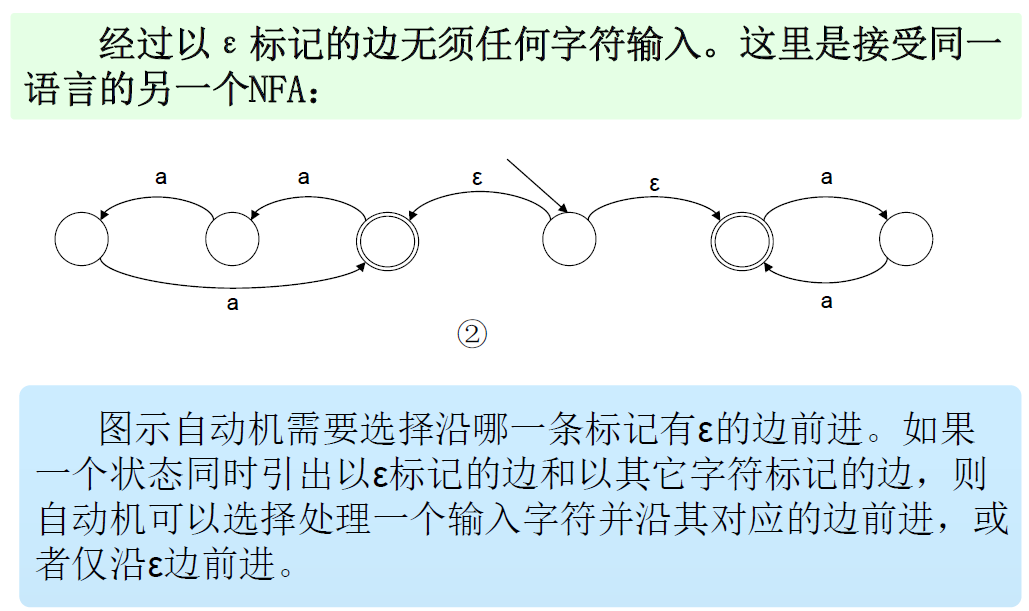 经过以 ε 标记的边无须任何字符输入。这里是接受同一
语言的另一个NFA：
a a ε ε a
a a
②
图示自动机需要选择沿哪一条标记有ε的边前进。如果
一个状态同时引出以ε标记的边和以其它字符标记的边，则
自动机可以选择处理一个输入字符并沿其对应的边前进，或
者仅沿ε边前进。